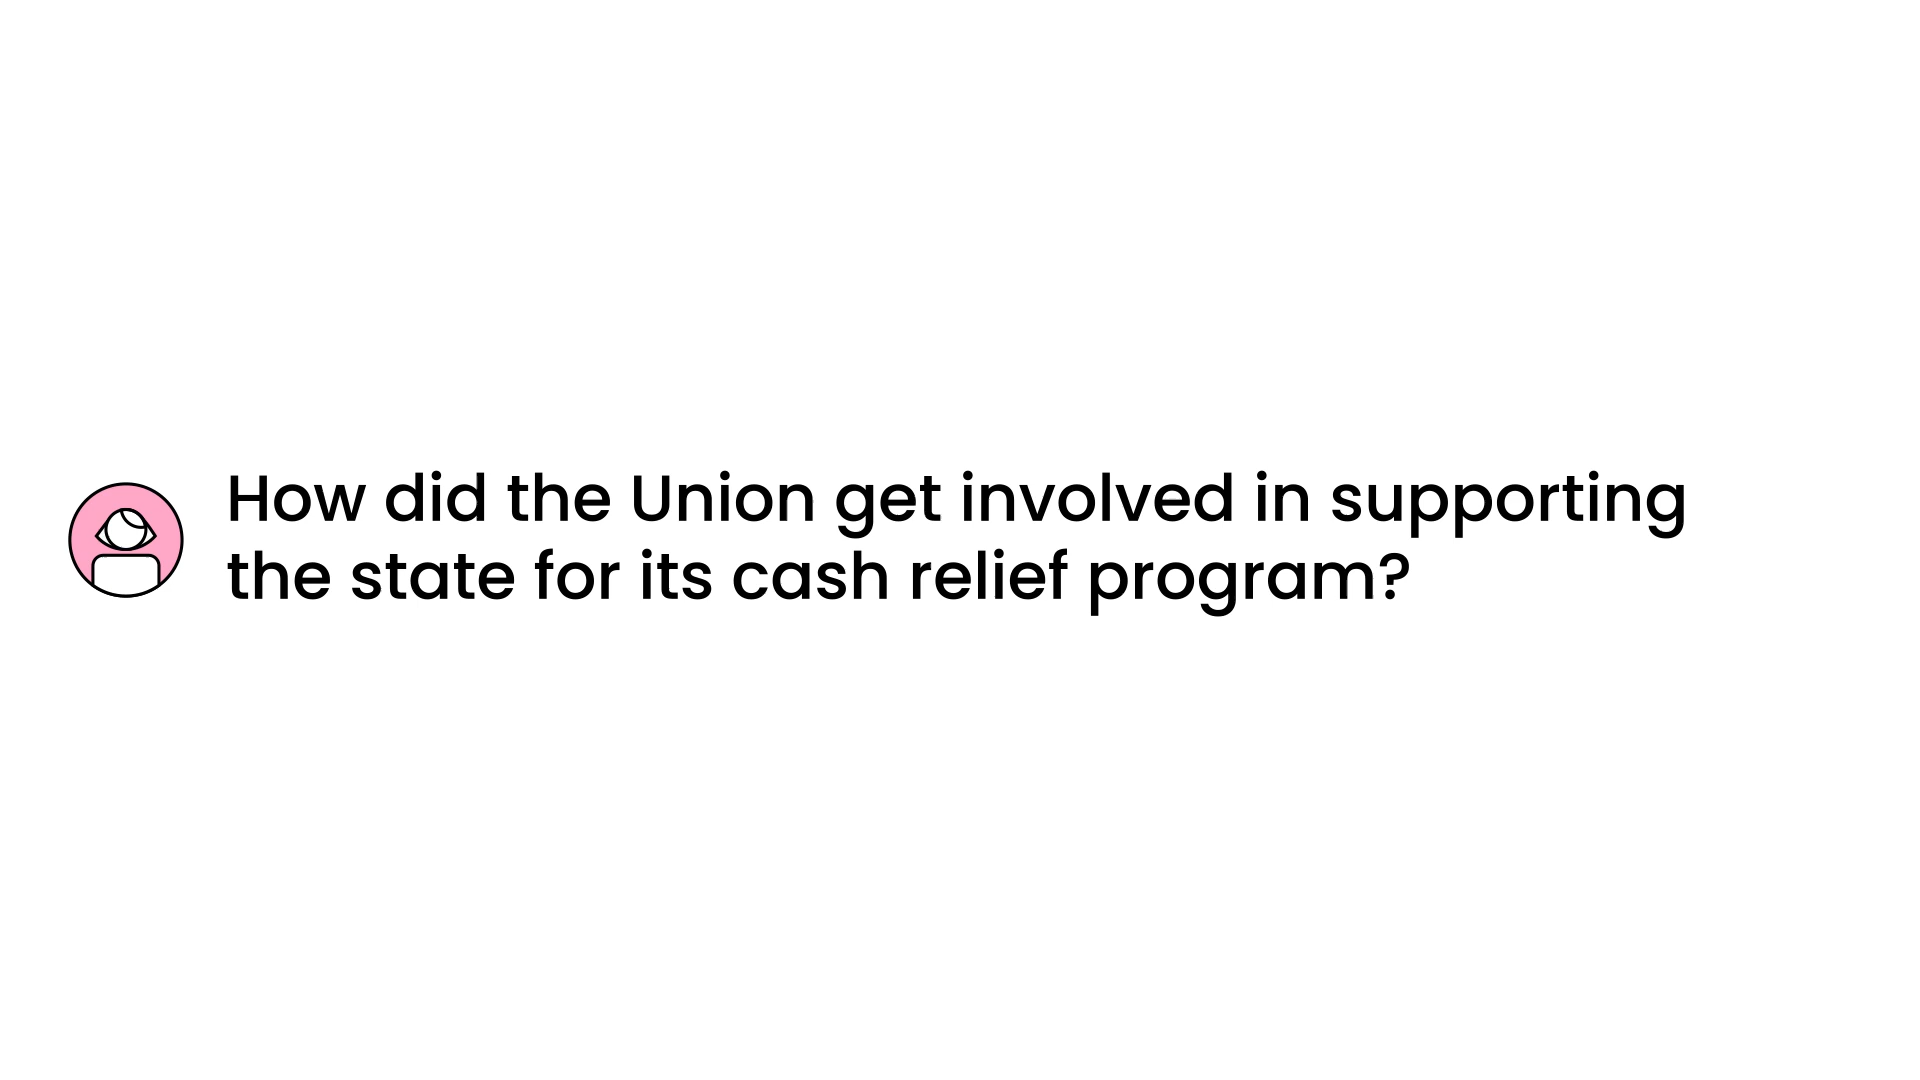 How did the Union get involved in supporting
the state for its cash relief program?